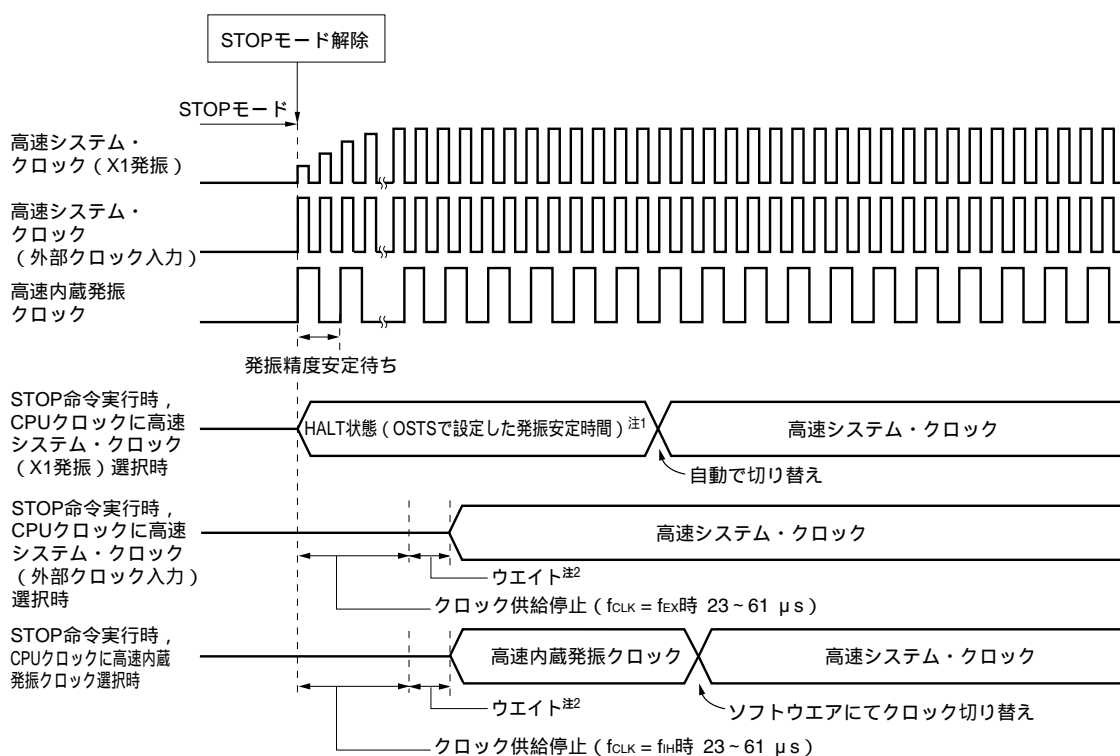 STOPモード解除
STOPモード
高速システム・
クロック（X1発振）
高速システム・
クロック
（外部クロック入力）
高速内蔵発振
クロック
発振精度安定待ち
STOP命令実行時，
CPUクロックに高速
システム・クロック
（X1発振）選択時
HALT状態（OSTSで設定した発振安定時間）注1
高速システム・クロック
自動で切り替え
STOP命令実行時，
CPUクロックに高速
システム・クロック
（外部クロック入力）
選択時
高速システム・クロック
ウエイト注2
クロック供給停止（fCLK = fEX時 23～61 μs）
STOP命令実行時，
CPUクロックに高速内蔵
発振クロック選択時
高速内蔵発振クロック
高速システム・クロック
ウエイト注2
ソフトウエアにてクロック切り替え
クロック供給停止（fCLK = fIH時 23～61 μs）